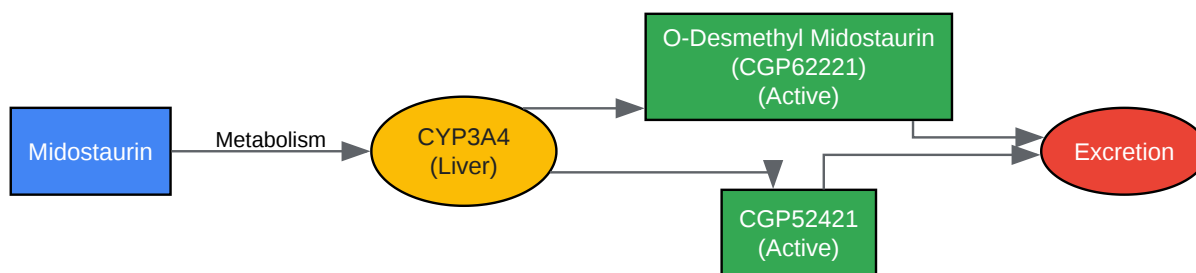 Midostaurin
Metabolism
CYP3A4
(Liver)
O-Desmethyl Midostaurin
(CGP62221)
(Active)
CGP52421
(Active)
Excretion